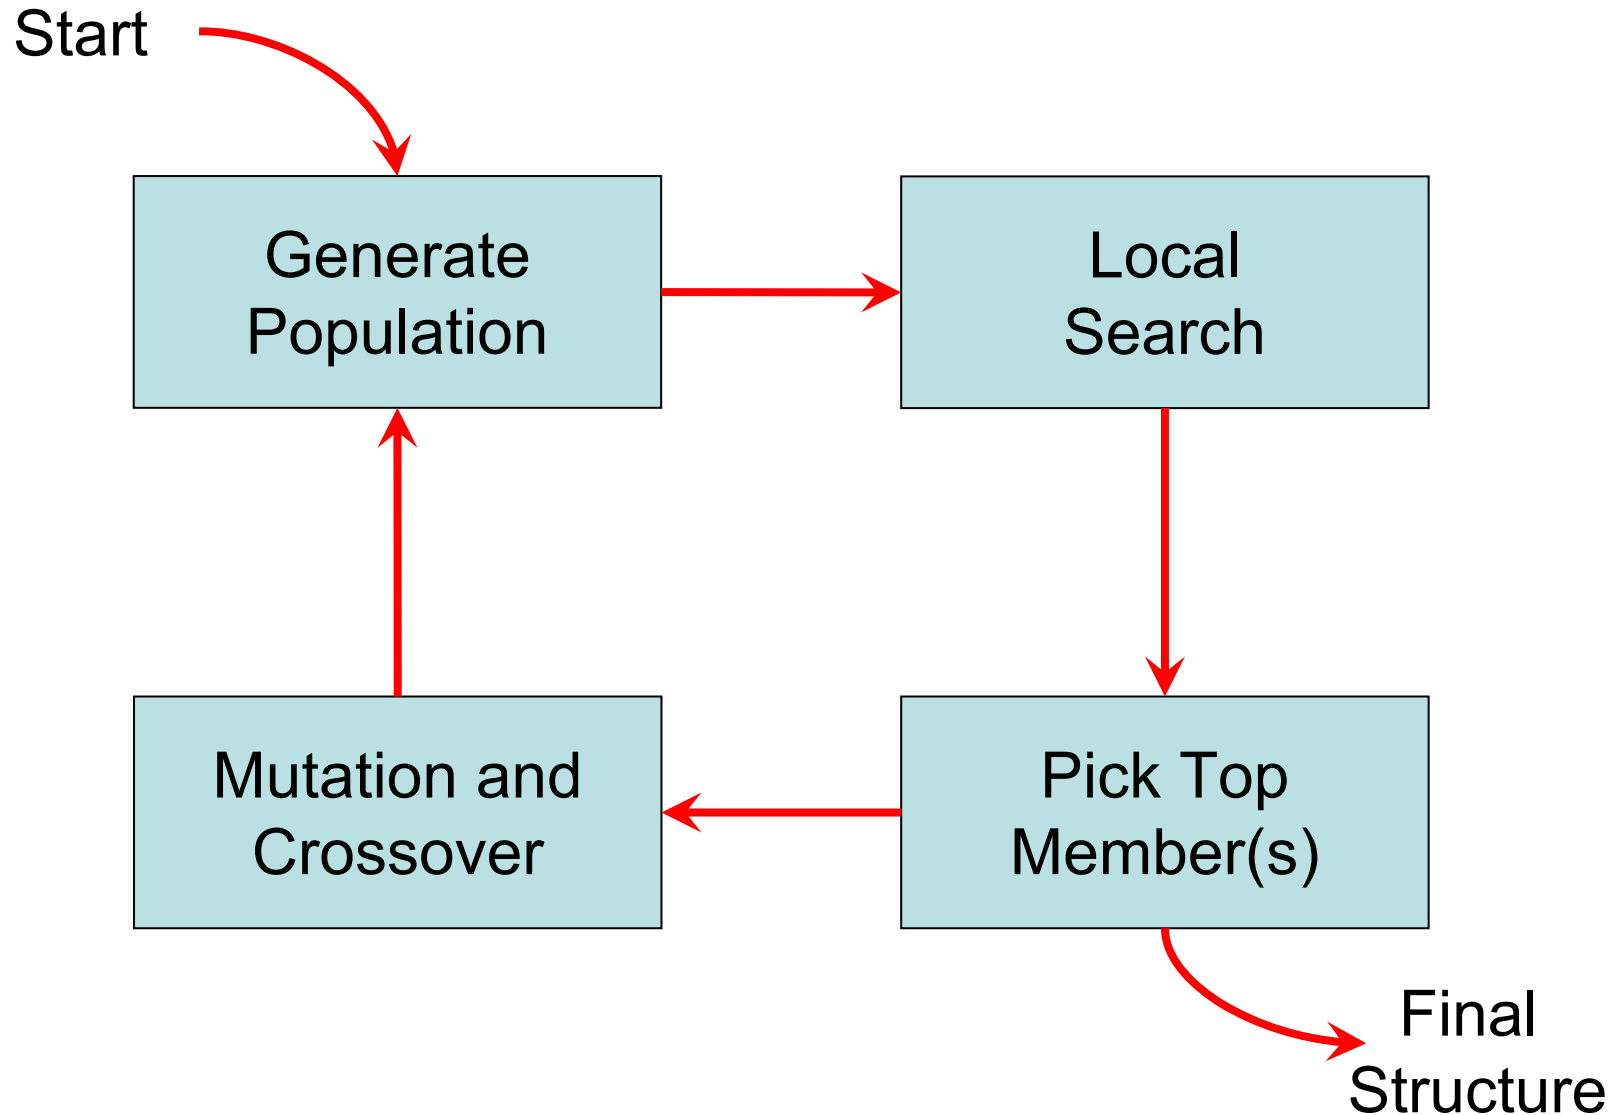 Start
Generate
Population
Local
Search
Mutation and
Crossover
Pick Top
Member(s)
Final
Structure